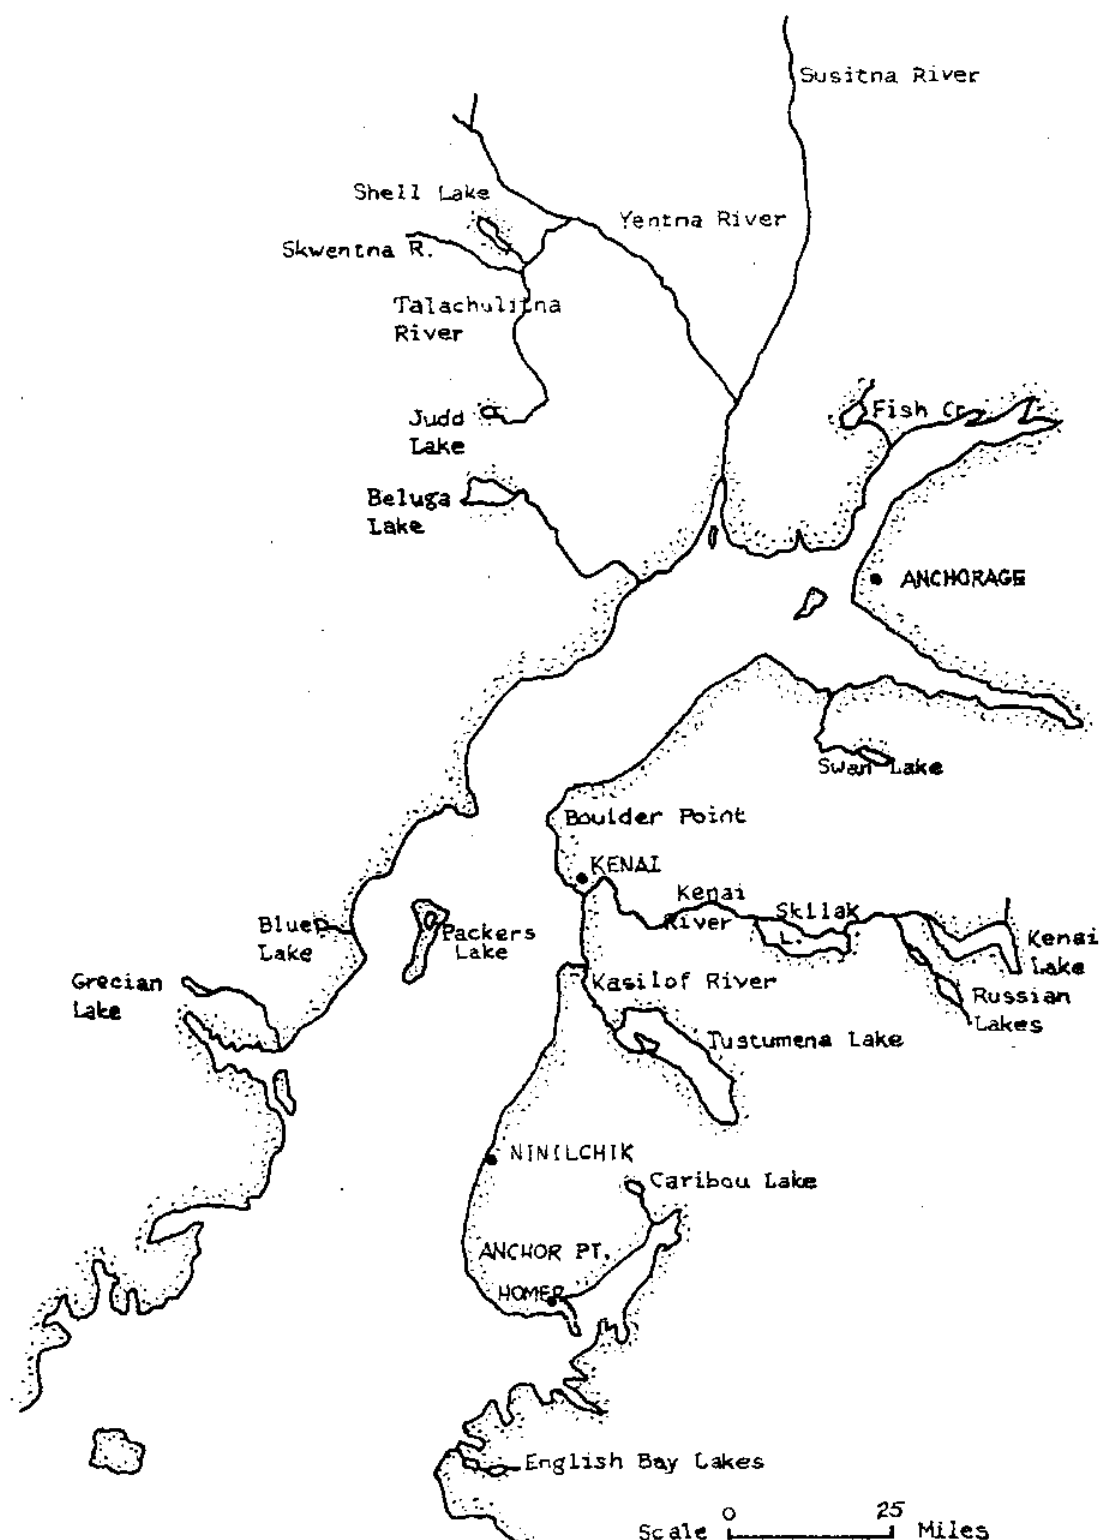 Susitna River
Shell Lake
Yentna River
Skwentna R.
Talachulitna
River
Judd
Lake
Fish Cr.
Beluga
Lake
ANCHORAGE
Swan Lake
Boulder Point
KENAI
Kenai
River
Skilak
L.
Kenai
Lake
Blue
Lake
Packers
Lake
Grecian
Lake
Kasilof River
Russian
Lakes
Tustumena Lake
NINILCHIK
Caribou Lake
ANCHOR PT.
HOMER
English Bay Lakes
0 25
Scale Miles